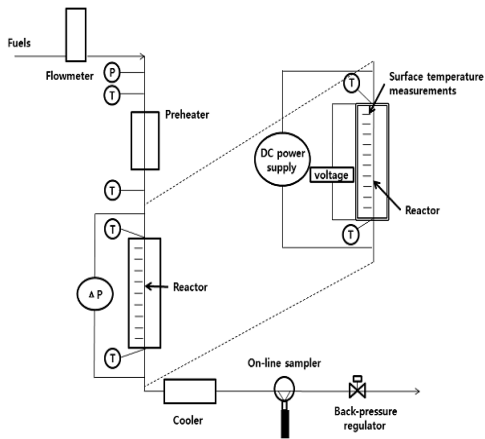 Fuels
Flowmeter
P
T
Preheater
T
T
Δ P
Reactor
T
T
Surface temperature
measurements
DC power
supply
voltage
Reactor
T
On-line sampler
Cooler
Back-pressure
regulator